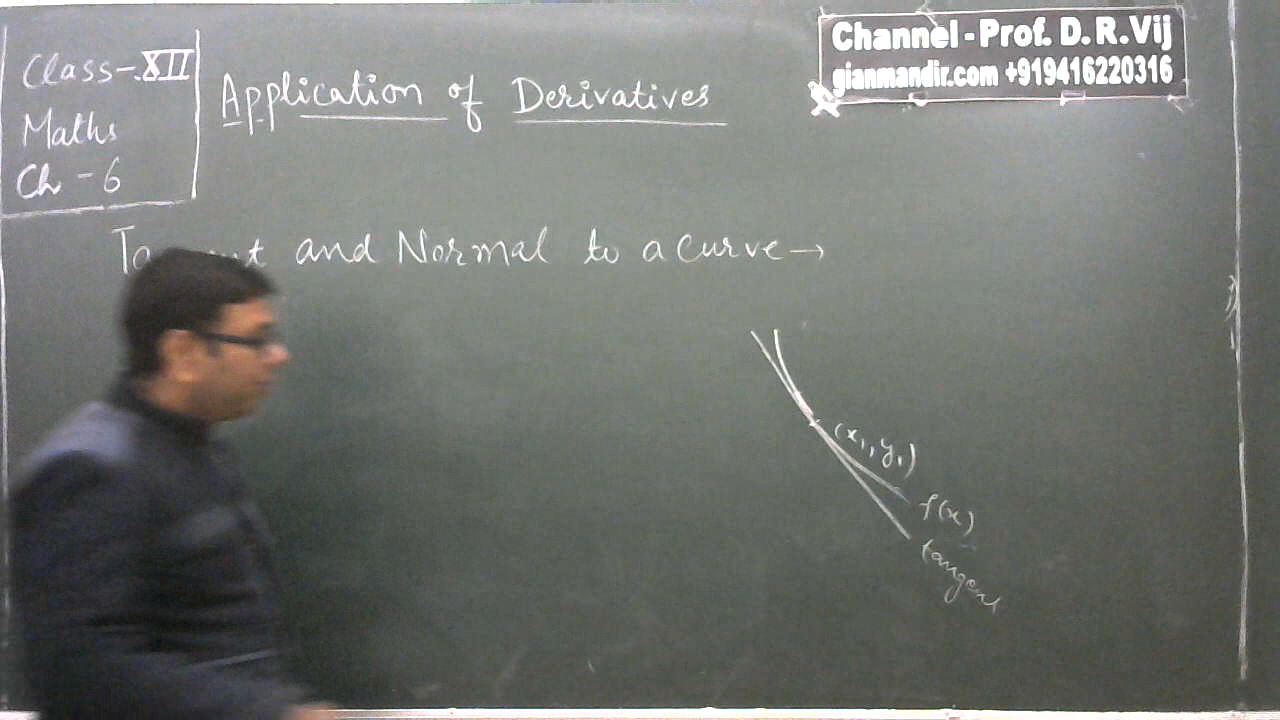 Class - XII
Maths
Ch - 6
Application of Derivatives
Channel - Prof. D. R. Vij
gianmandir.com +919416220316
and Normal to a curve →
(x₁, y₁)
f(x)
tangent